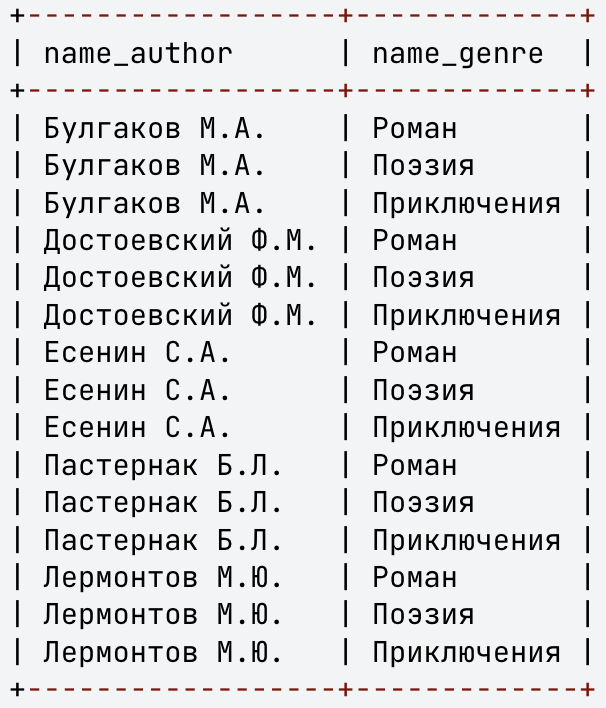 +------------------+-------------+
| name_author      | name_genre  |
+------------------+-------------+
| Булгаков М.А.    | Роман       |
| Булгаков М.А.    | Поэзия      |
| Булгаков М.А.    | Приключения |
| Достоевский Ф.М. | Роман       |
| Достоевский Ф.М. | Поэзия      |
| Достоевский Ф.М. | Приключения |
| Есенин С.А.      | Роман       |
| Есенин С.А.      | Поэзия      |
| Есенин С.А.      | Приключения |
| Пастернак Б.Л.   | Роман       |
| Пастернак Б.Л.   | Поэзия      |
| Пастернак Б.Л.   | Приключения |
| Лермонтов М.Ю.   | Роман       |
| Лермонтов М.Ю.   | Поэзия      |
| Лермонтов М.Ю.   | Приключения |
+------------------+-------------+